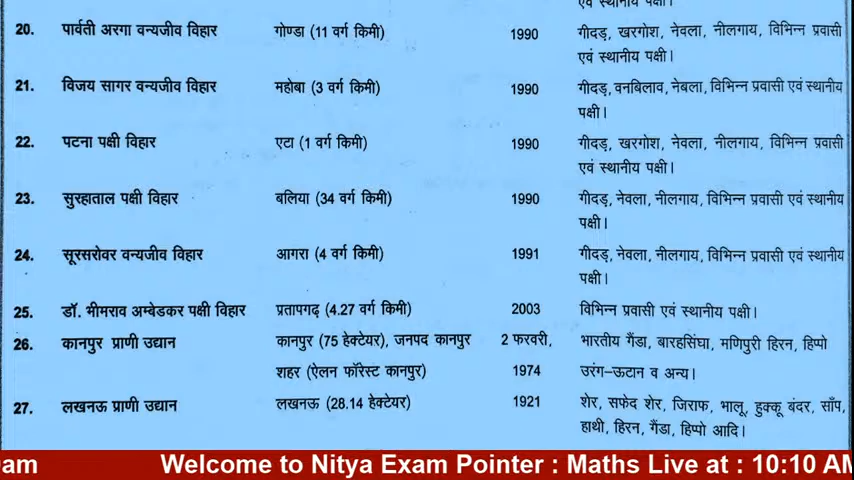 एवं स्थानीय पक्षी।
20. पार्वती अरगा वन्यजीव विहार गोण्डा (11 वर्ग किमी) 1990 गीदड़, खरगोश, नेवला, नीलगाय, विभिन्न प्रवासी
एवं स्थानीय पक्षी।
21. विजय सागर वन्यजीव विहार महोबा (3 वर्ग किमी) 1990 गीदड़, वनबिलाव, नेबला, विभिन्न प्रवासी एवं स्थानीय
पक्षी।
22. पटना पक्षी विहार एटा (1 वर्ग किमी) 1990 गीदड़, खरगोश, नेवला, नीलगाय, विभिन्न प्रवासी
एवं स्थानीय पक्षी।
23. सुरहाताल पक्षी विहार बलिया (34 वर्ग किमी) 1990 गीदड़, नेवला, नीलगाय, विभिन्न प्रवासी एवं स्थानीय
पक्षी।
24. सूरसरोवर वन्यजीव विहार आगरा (4 वर्ग किमी) 1991 गीदड़, नेवला, नीलगाय, विभिन्न प्रवासी एवं स्थानीय
पक्षी।
25. डॉ. भीमराव अम्बेडकर पक्षी विहार प्रतापगढ़ (4.27 वर्ग किमी) 2003 विभिन्न प्रवासी एवं स्थानीय पक्षी।
26. कानपुर प्राणी उद्यान कानपुर (75 हेक्टेयर), जनपद कानपुर 2 फरवरी, भारतीय गैंडा, बारहसिंघा, मणिपुरी हिरन, हिप्पो
शहर (ऐलन फॉरेस्ट कानपुर) 1974 उरंग–ऊटान व अन्य।
27. लखनऊ प्राणी उद्यान लखनऊ (28.14 हेक्टेयर) 1921 शेर, सफेद शेर, जिराफ, भालू, हुक्कू बंदर, साँप,
हाथी, हिरन, गैंडा, हिप्पो आदि।
am Welcome to Nitya Exam Pointer : Maths Live at : 10:10 AM